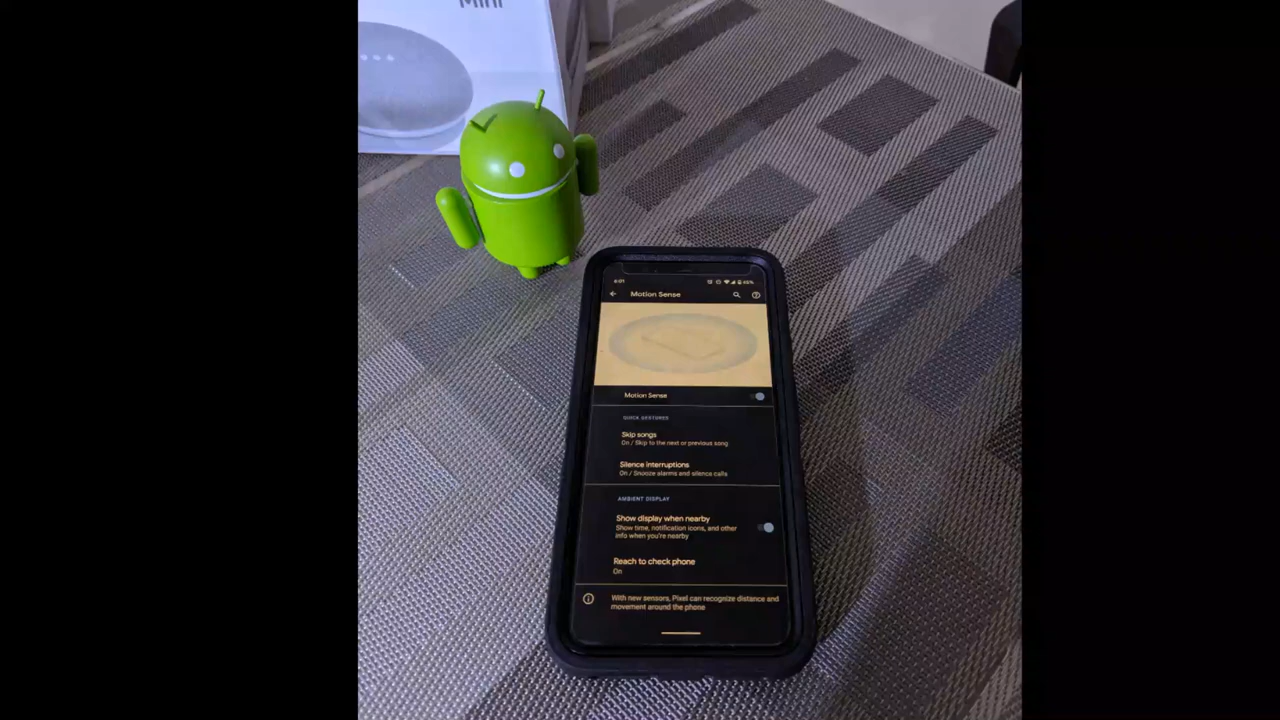 Mini
6:01
Motion Sense
Motion Sense
QUICK GESTURES
Skip songs
On / Skip to the next or previous song
Silence interruptions
On / Snooze alarms and silence calls
AMBIENT DISPLAY
Show display when nearby
Show time, notification icons, and other
info when you're nearby
Reach to check phone
On
With new sensors, Pixel can recognize distance and
movement around the phone